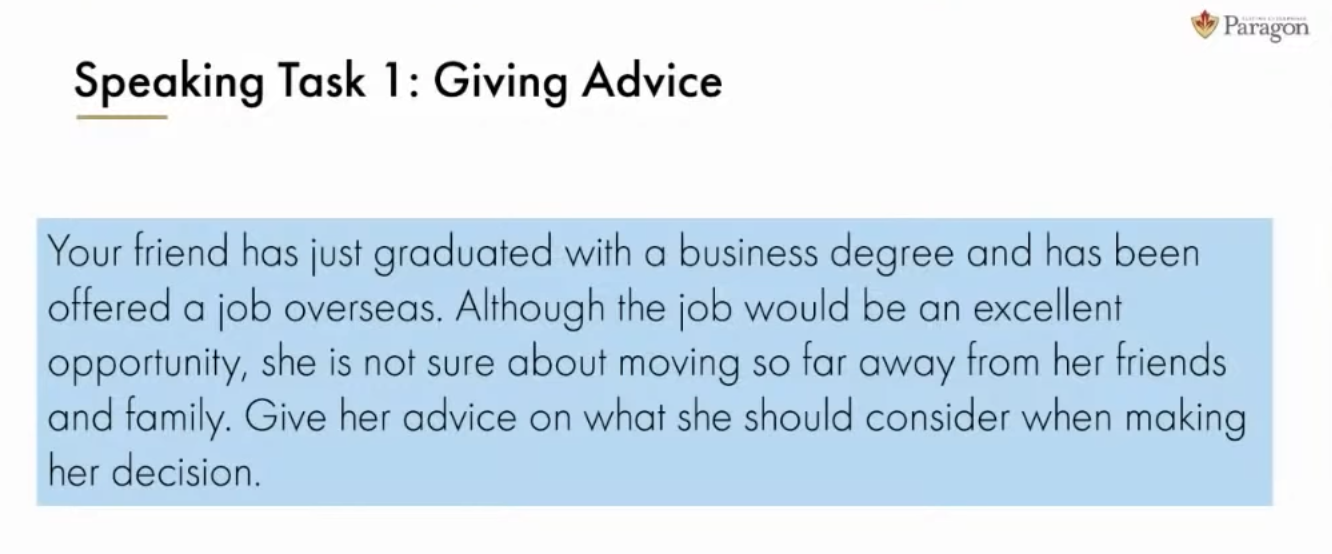 Paragon
Speaking Task 1: Giving Advice
Your friend has just graduated with a business degree and has been
offered a job overseas. Although the job would be an excellent
opportunity, she is not sure about moving so far away from her friends
and family. Give her advice on what she should consider when making
her decision.